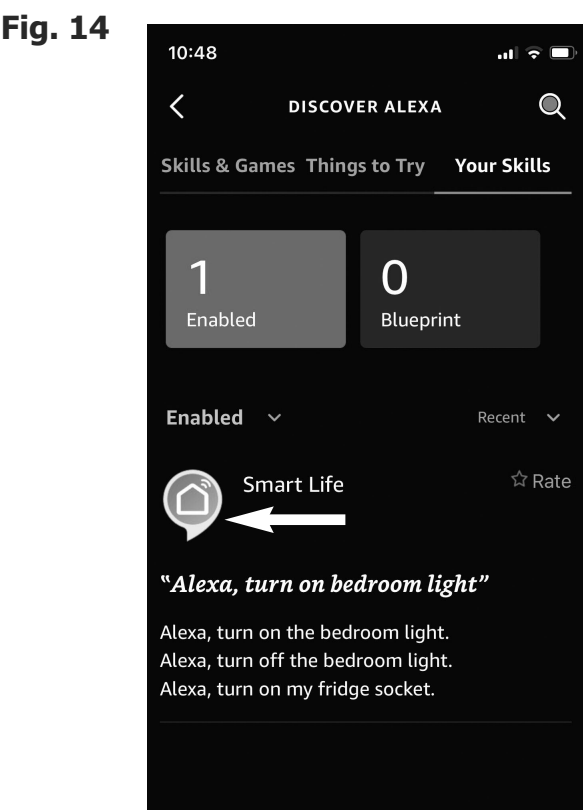 Fig. 14
10:48
DISCOVER ALEXA
Skills & Games Things to Try Your Skills
1 0
Enabled Blueprint
Enabled Recent
Smart Life Rate
“Alexa, turn on bedroom light”
Alexa, turn on the bedroom light.
Alexa, turn off the bedroom light.
Alexa, turn on my fridge socket.